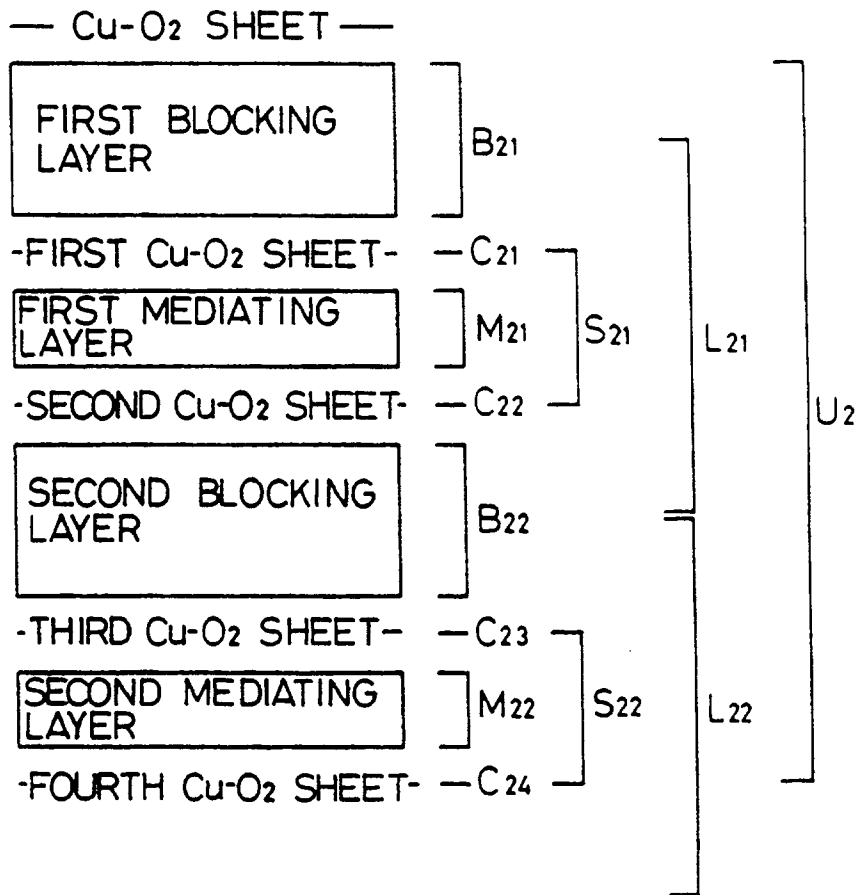 — Cu-O2 SHEET —
FIRST BLOCKING
LAYER
B21
-FIRST Cu-O2 SHEET- — C21
FIRST MEDIATING
LAYER
M21
S21
L21
-SECOND Cu-O2 SHEET- — C22
U2
SECOND BLOCKING
LAYER
B22
-THIRD Cu-O2 SHEET- — C23
SECOND MEDIATING
LAYER
M22
S22
L22
-FOURTH Cu-O2 SHEET- — C24